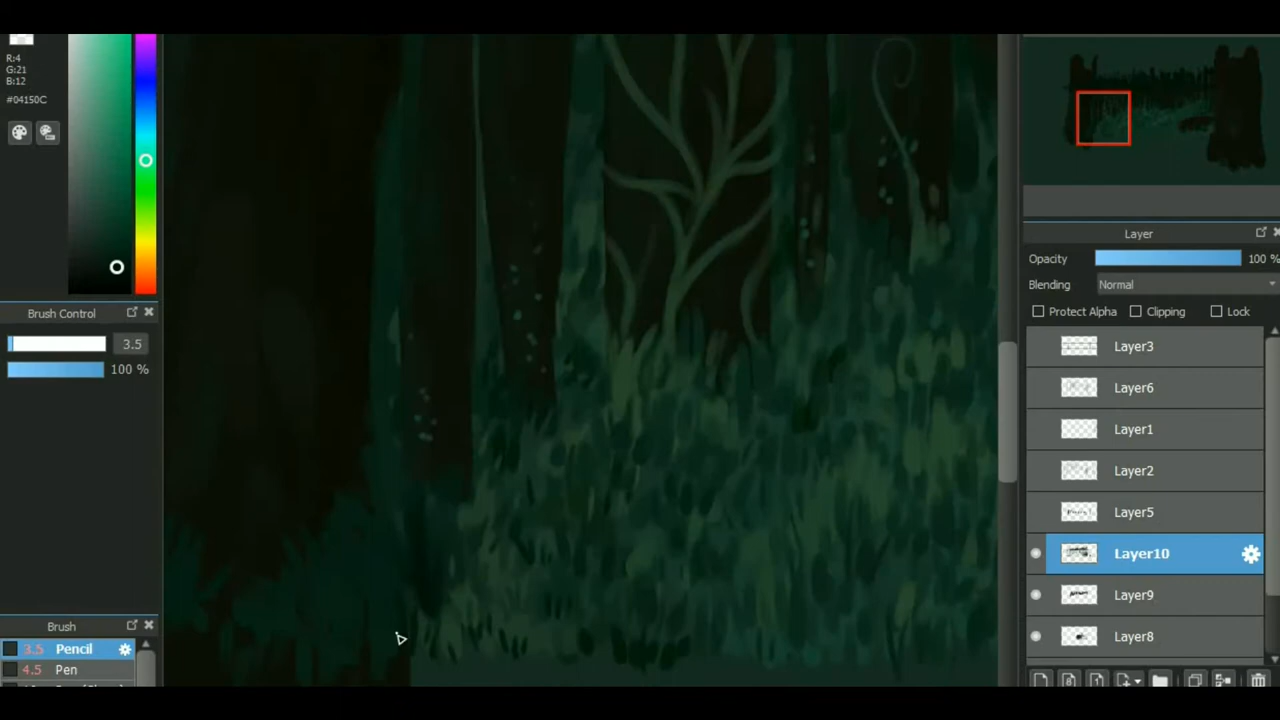 R:4
G:21
B:12
#04150C
Brush Control
3.5
100 %
Brush
3.5 Pencil
4.5 Pen
Layer
Opacity 100 %
Blending Normal
Protect Alpha Clipping Lock
Layer3
Layer6
Layer1
Layer2
Layer5
Layer10
Layer9
Layer8